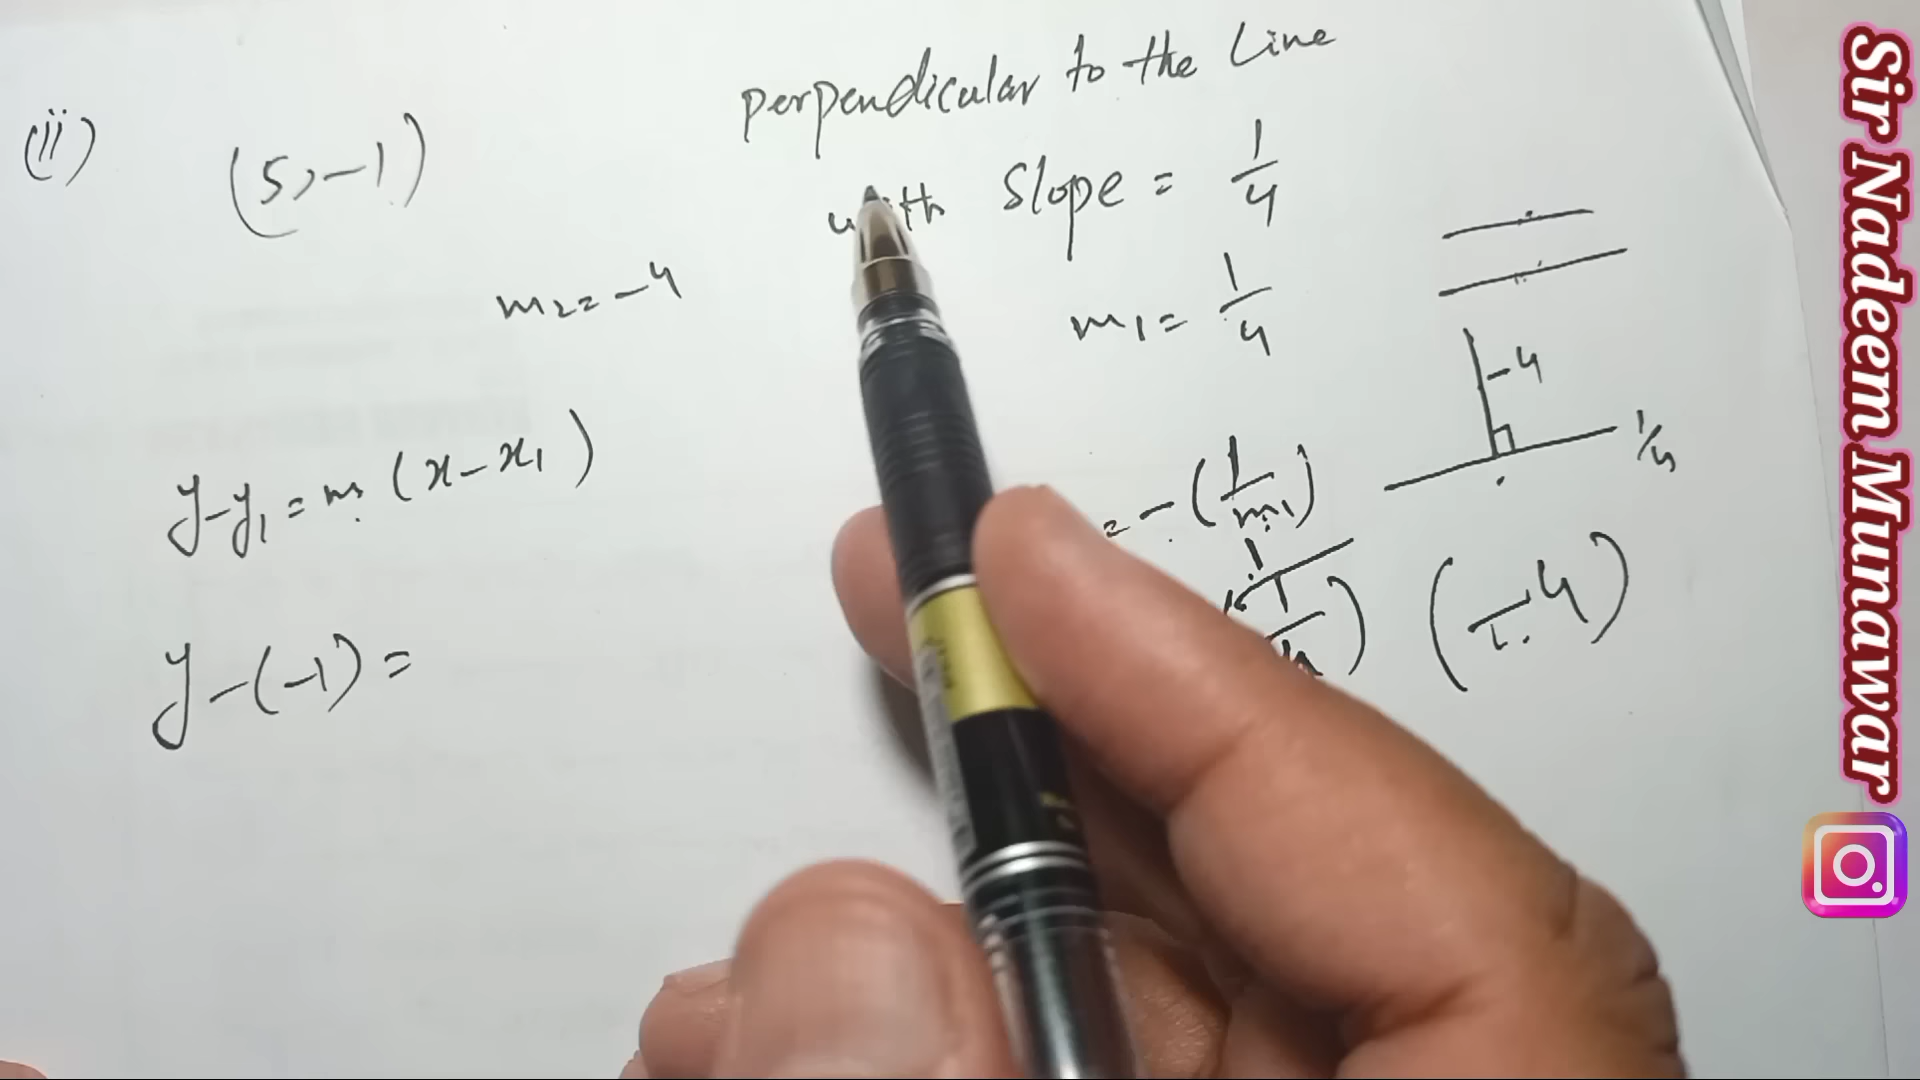 (ii) (5, -1) perpendicular to the Line
with Slope = 1/4
m2 = -4 m1 = 1/4
-4
1/4
y - y1 = m (x - x1)
= -(1/m1)
(-4/1)
y - (-1) =
Sir Nadeem Munawar